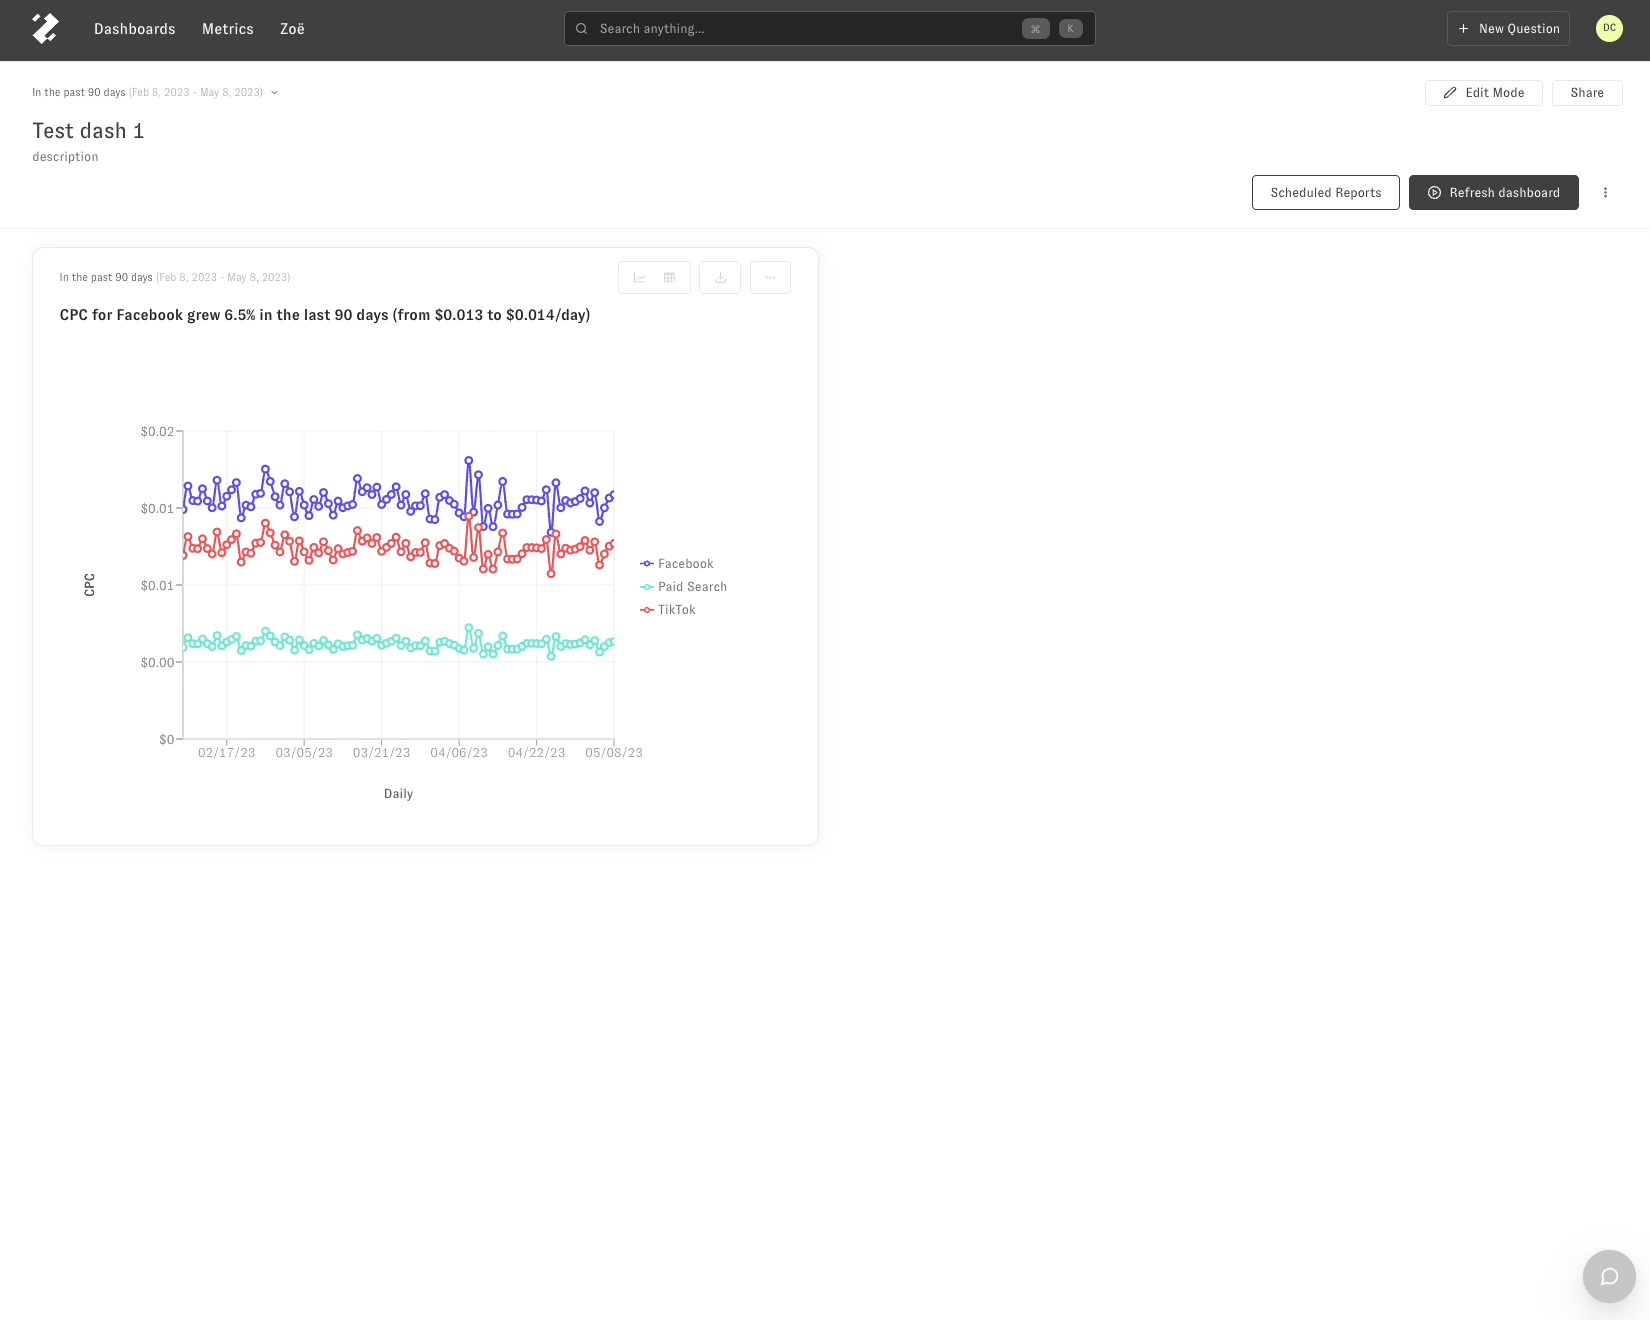 Dashboards Metrics Zoë
Search anything... ⌘ K
New Question DC
In the past 90 days (Feb 8, 2023 - May 8, 2023)
Edit Mode Share
Test dash 1
description
Scheduled Reports Refresh dashboard
In the past 90 days (Feb 8, 2023 - May 8, 2023)
CPC for Facebook grew 6.5% in the last 90 days (from $0.013 to $0.014/day)
CPC
$0.02
$0.01
$0.01
$0.00
$0
02/17/23 03/05/23 03/21/23 04/06/23 04/22/23 05/08/23
Daily
Facebook
Paid Search
TikTok